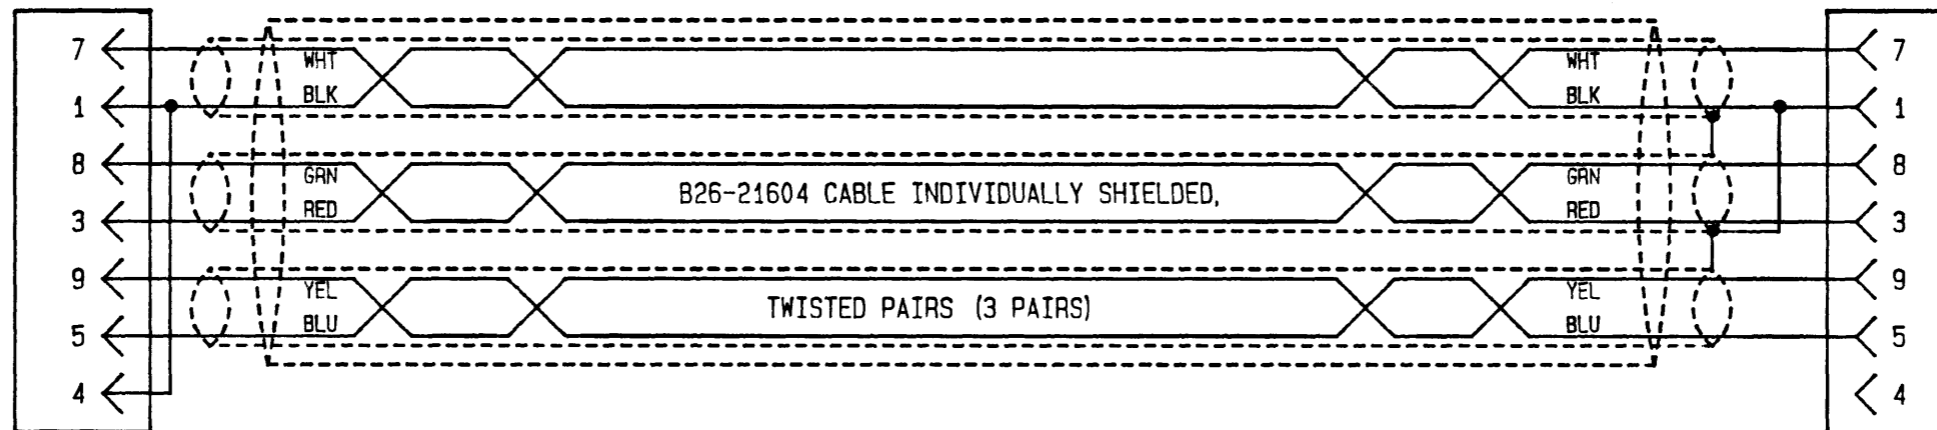 7 WHT WHT 7
1 BLK BLK 1
8 GRN GRN 8
B26-21604 CABLE INDIVIDUALLY SHIELDED,
3 RED RED 3
9 YEL YEL 9
TWISTED PAIRS (3 PAIRS)
5 BLU BLU 5
4 4